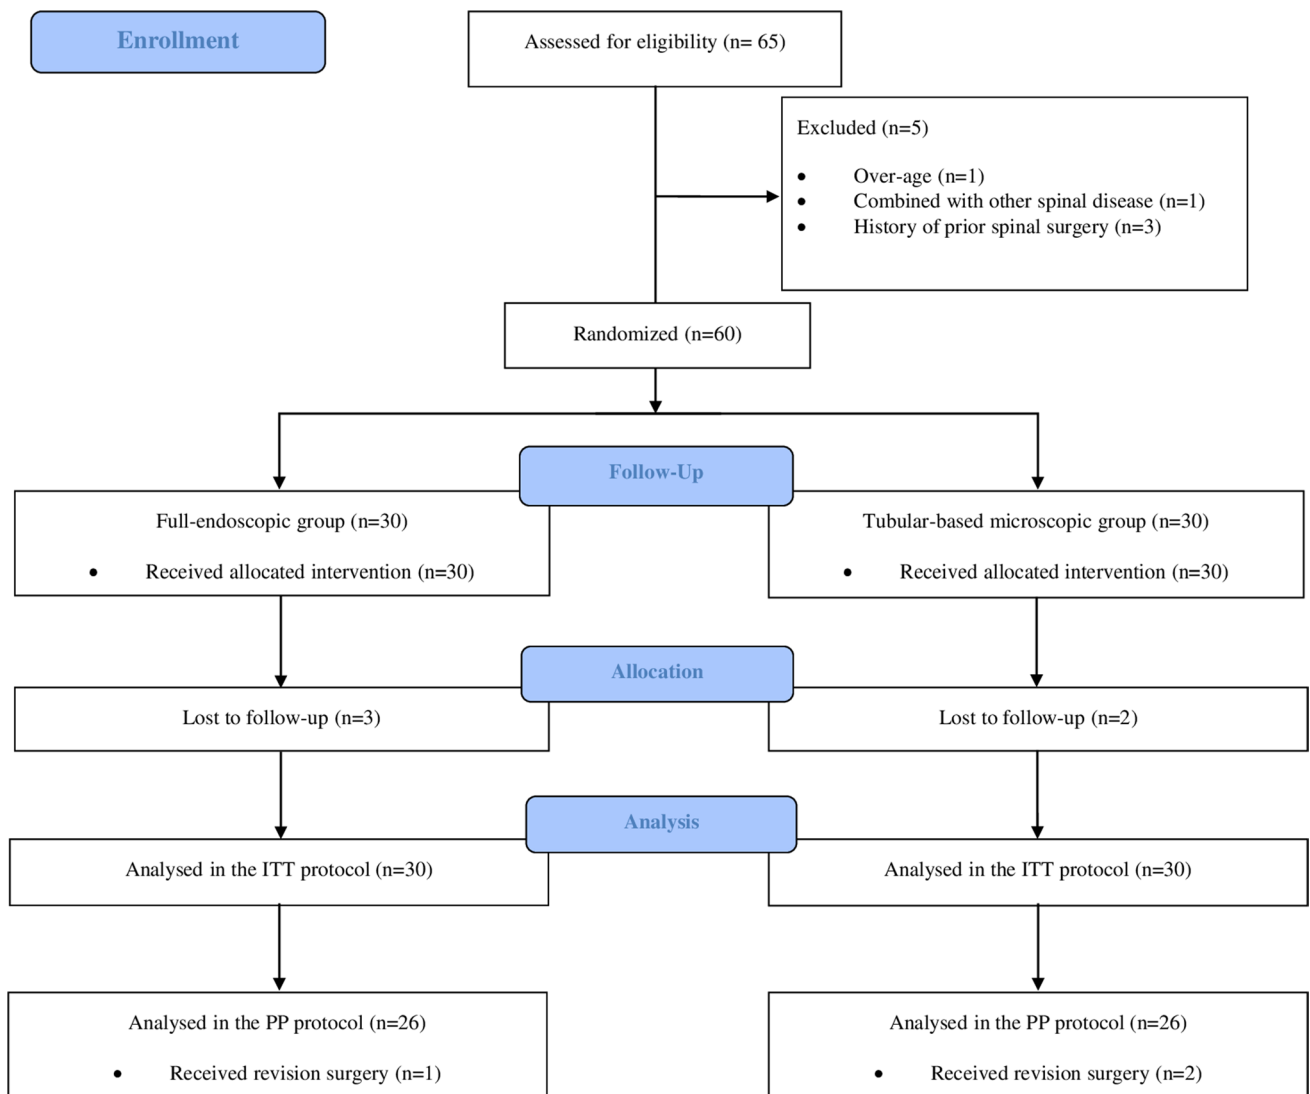 Enrollment
Assessed for eligibility (n= 65)
Excluded (n=5)
• Over-age (n=1)
• Combined with other spinal disease (n=1)
• History of prior spinal surgery (n=3)
Randomized (n=60)
Follow-Up
Full-endoscopic group (n=30)
• Received allocated intervention (n=30)
Tubular-based microscopic group (n=30)
• Received allocated intervention (n=30)
Allocation
Lost to follow-up (n=3)
Lost to follow-up (n=2)
Analysis
Analysed in the ITT protocol (n=30)
Analysed in the ITT protocol (n=30)
Analysed in the PP protocol (n=26)
• Received revision surgery (n=1)
Analysed in the PP protocol (n=26)
• Received revision surgery (n=2)